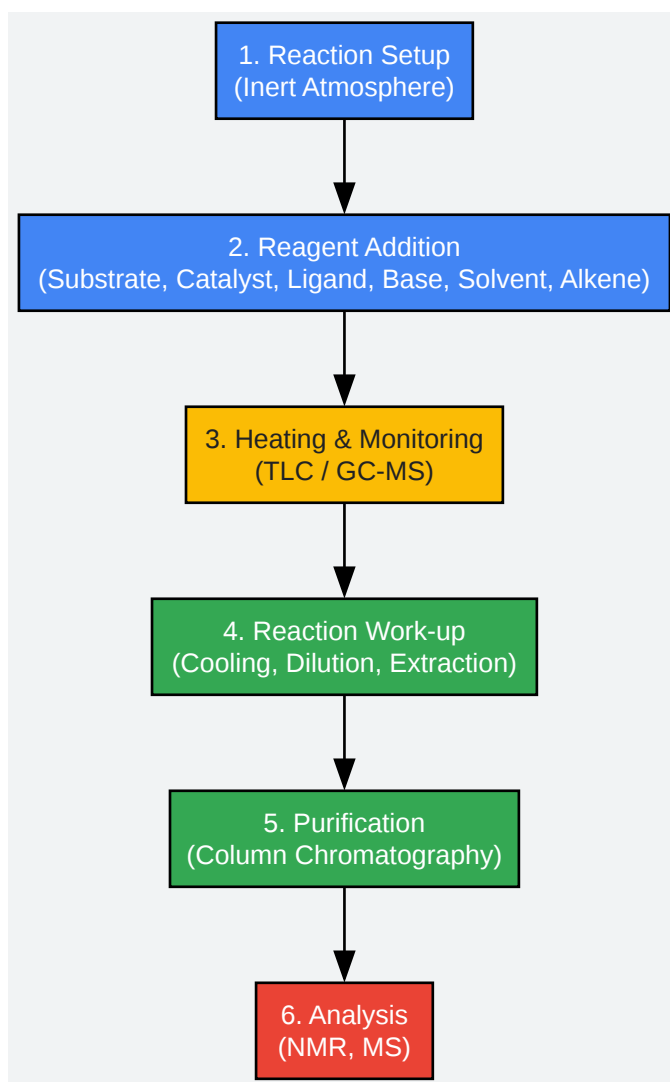 1. Reaction Setup
(Inert Atmosphere)
2. Reagent Addition
(Substrate, Catalyst, Ligand, Base, Solvent, Alkene)
3. Heating & Monitoring
(TLC / GC-MS)
4. Reaction Work-up
(Cooling, Dilution, Extraction)
5. Purification
(Column Chromatography)
6. Analysis
(NMR, MS)